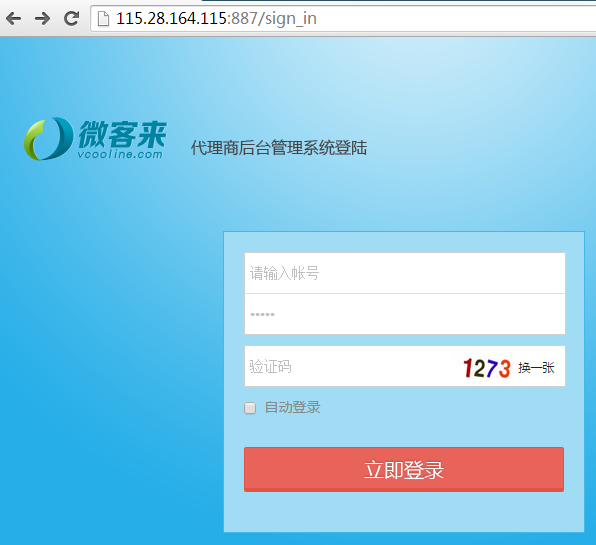 115.28.164.115:887/sign_in
微客来
vcooline.com
代理商后台管理系统登陆
请输入帐号
•••••
验证码
1273 换一张
自动登录
立即登录